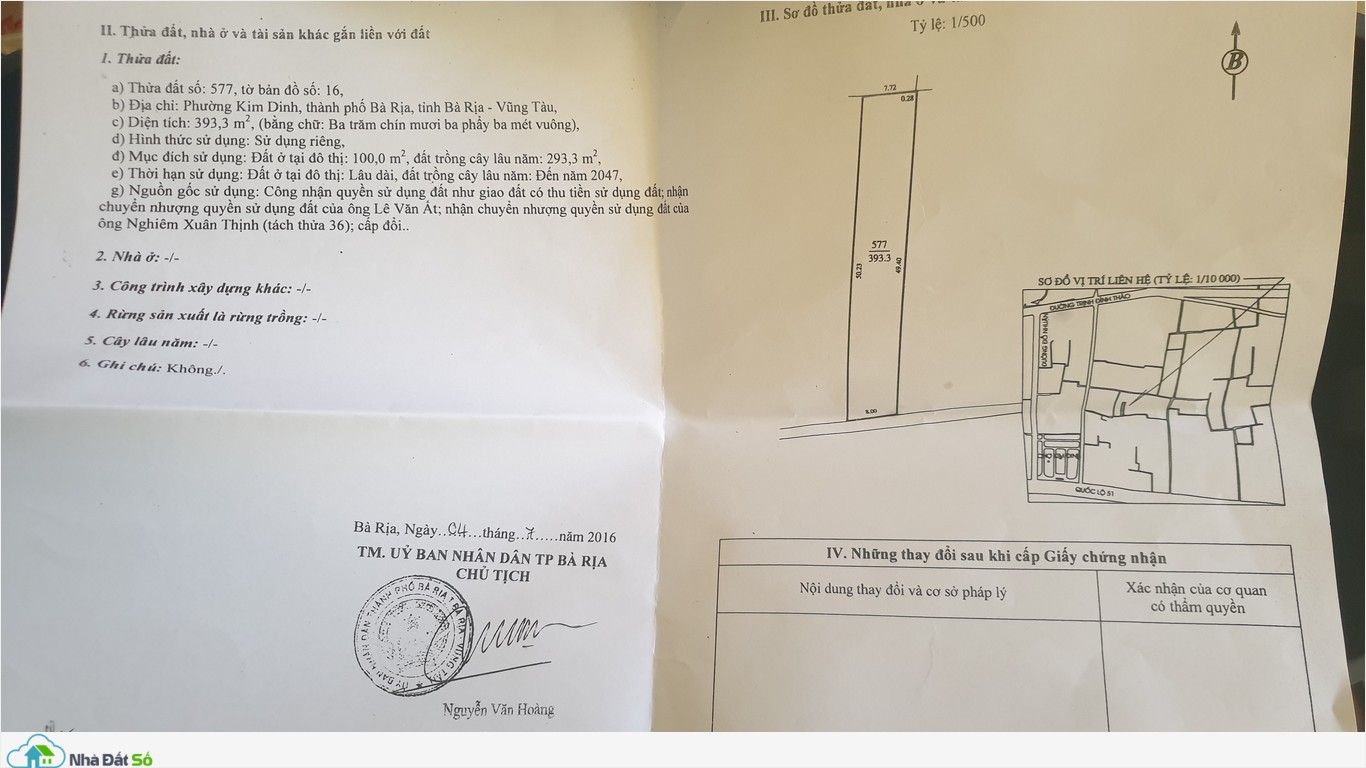 II. Thửa đất, nhà ở và tài sản khác gắn liền với đất
1. Thửa đất:
a) Thửa đất số: 577, tờ bản đồ số: 16,
b) Địa chỉ: Phường Kim Dinh, thành phố Bà Rịa, tỉnh Bà Rịa - Vũng Tàu,
c) Diện tích: 393,3 m², (bằng chữ: Ba trăm chín mươi ba phẩy ba mét vuông),
d) Hình thức sử dụng: Sử dụng riêng,
đ) Mục đích sử dụng: Đất ở tại đô thị: 100,0 m², đất trồng cây lâu năm: 293,3 m²,
e) Thời hạn sử dụng: Đất ở tại đô thị: Lâu dài, đất trồng cây lâu năm: Đến năm 2047,
g) Nguồn gốc sử dụng: Công nhận quyền sử dụng đất như giao đất có thu tiền sử dụng đất; nhận
chuyển nhượng quyền sử dụng đất của ông Lê Văn Át; nhận chuyển nhượng quyền sử dụng đất của
ông Nghiêm Xuân Thịnh (tách thửa 36); cấp đổi..
2. Nhà ở: -/-
3. Công trình xây dựng khác: -/-
4. Rừng sản xuất là rừng trồng: -/-
5. Cây lâu năm: -/-
6. Ghi chú: Không./.
Bà Rịa, Ngày..04...tháng..7.....năm 2016
TM. UỶ BAN NHÂN DÂN TP BÀ RỊA
CHỦ TỊCH
Nguyễn Văn Hoàng
III. Sơ đồ thửa đất, nhà ở
Tỷ lệ: 1/500
B
7.72
0.28
577
393.3
50.23
49.40
8.00
SƠ ĐỒ VỊ TRÍ LIÊN HỆ (TỶ LỆ: 1/10 000)
ĐƯỜNG TRỊNH ĐÌNH THẢO
ĐƯỜNG ĐỖ NHUẬN
QUỐC LỘ 51
IV. Những thay đổi sau khi cấp Giấy chứng nhận
Nội dung thay đổi và cơ sở pháp lý
Xác nhận của cơ quan
có thẩm quyền
Nhà Đất Số